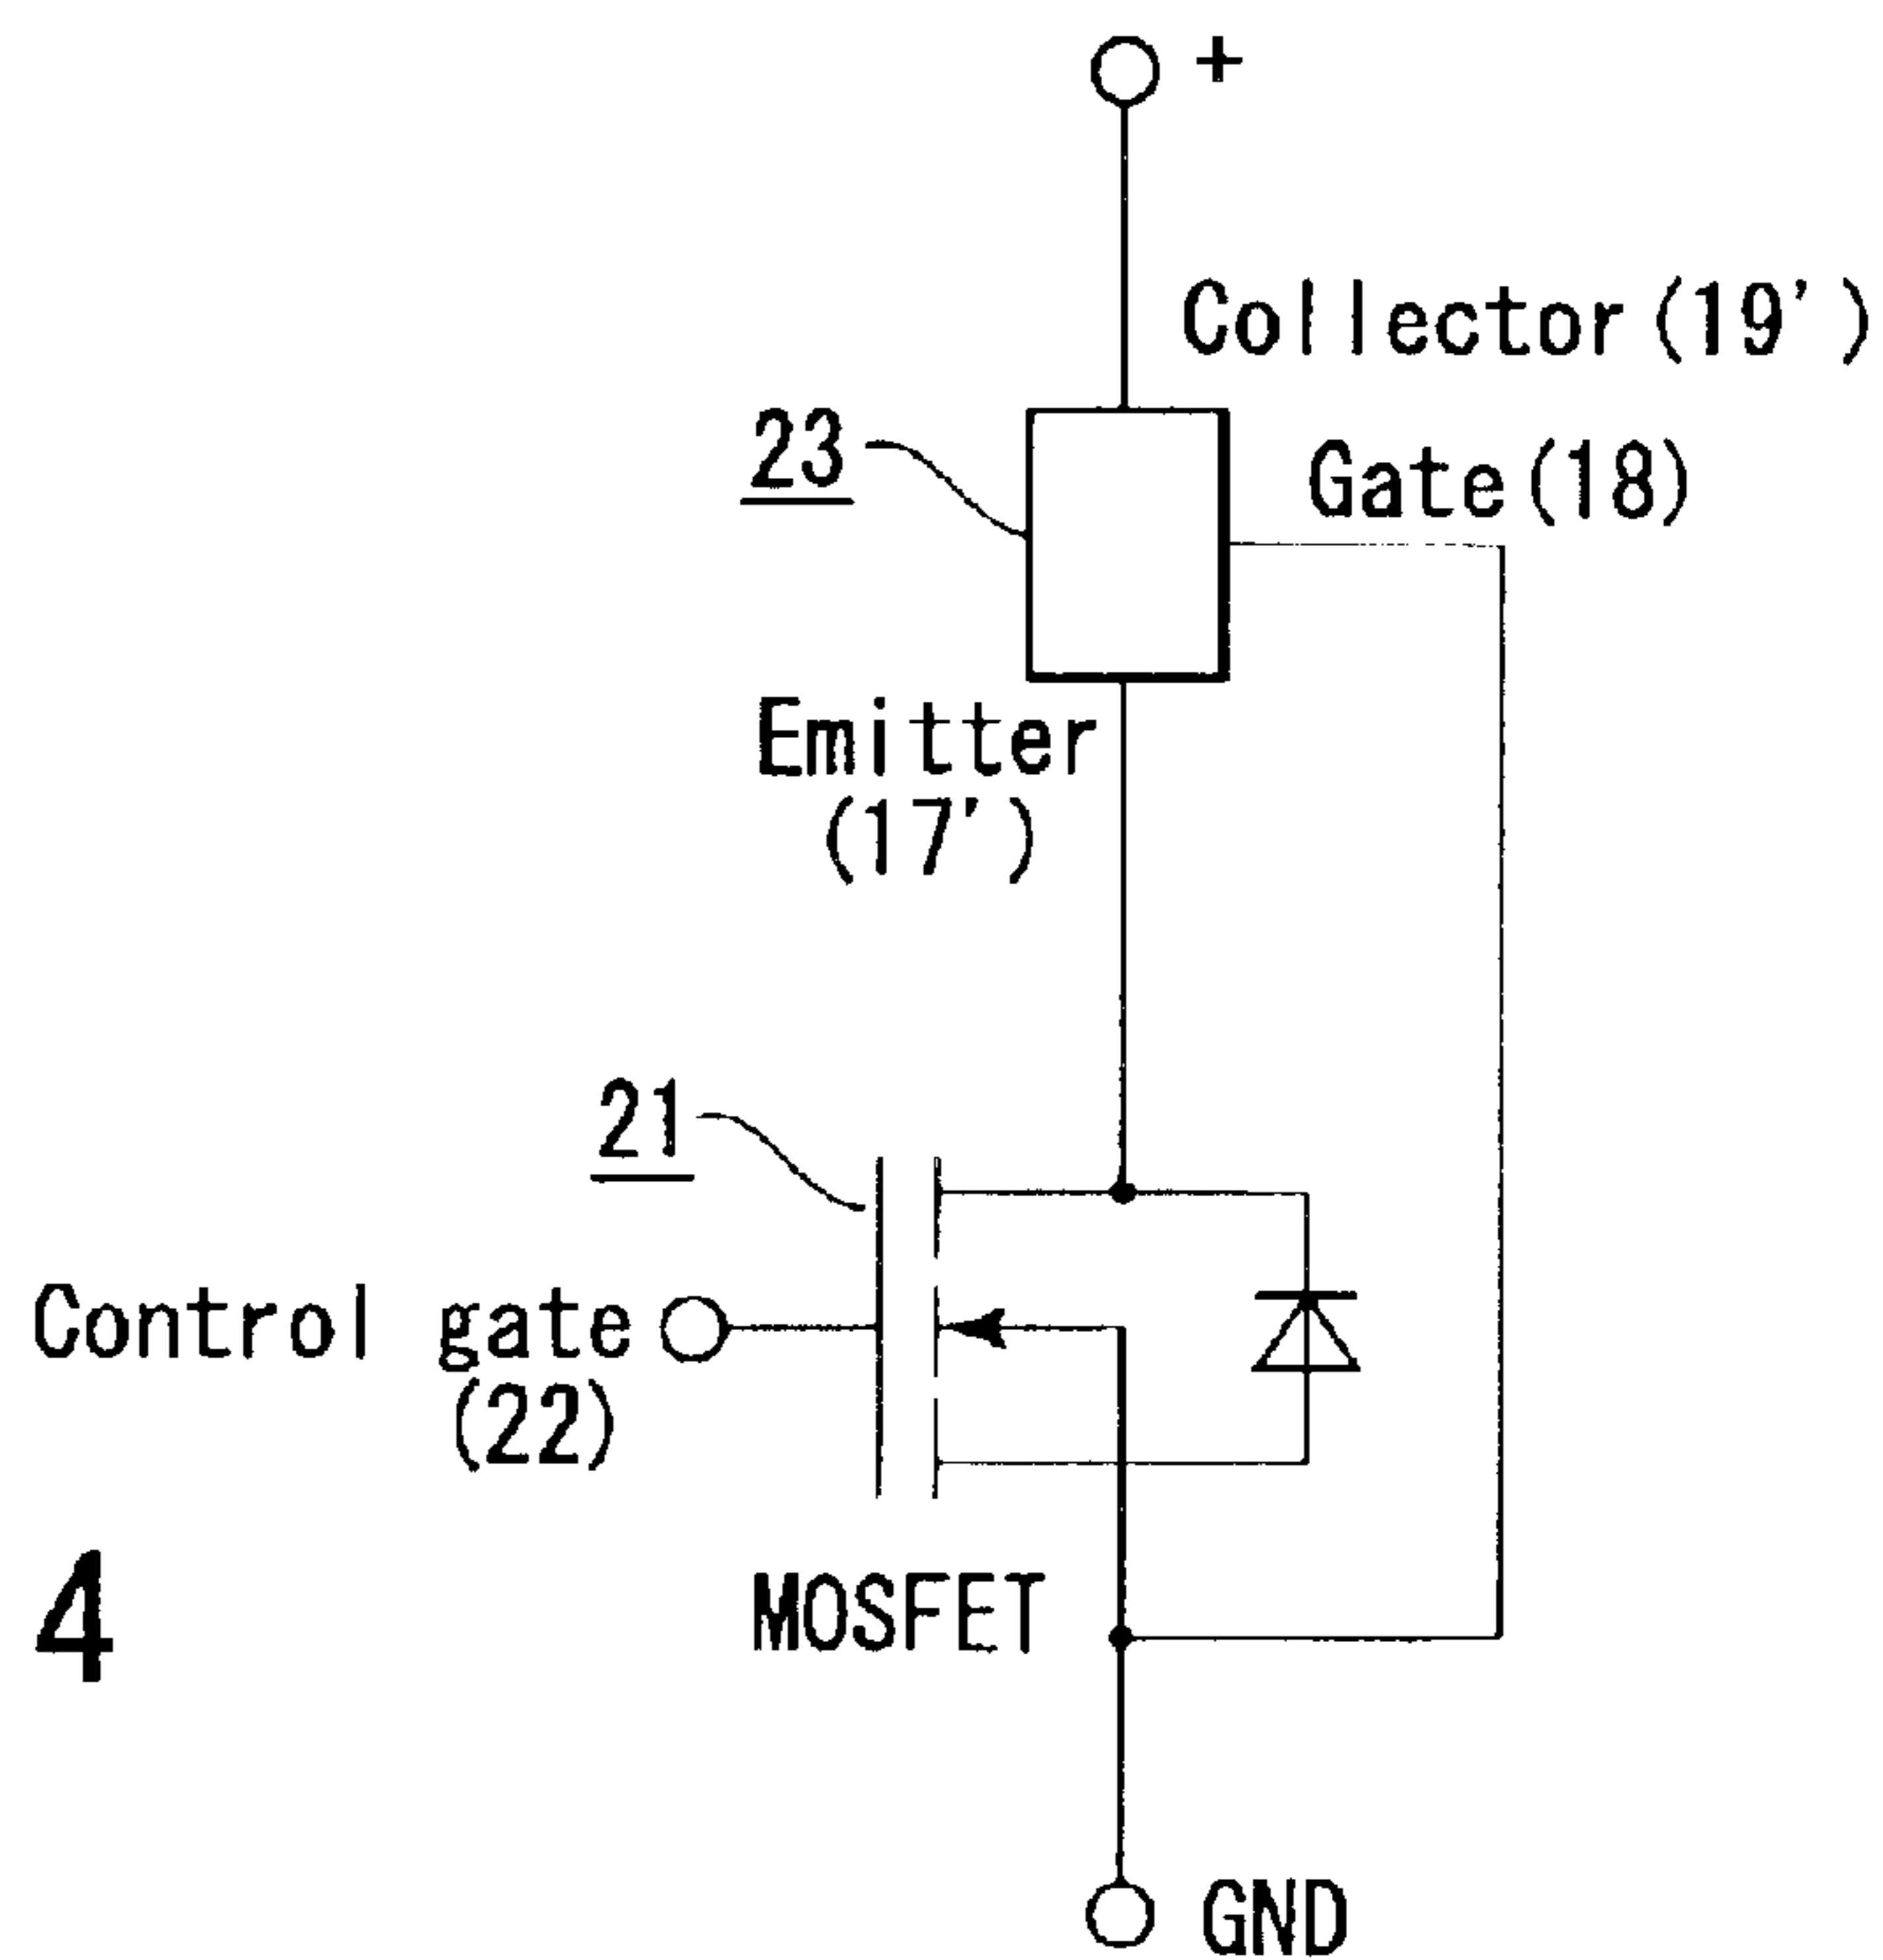 +
Collector(19')
23
Gate(18)
Emitter
(17')
21
Control gate
(22)
4
MOSFET
GND